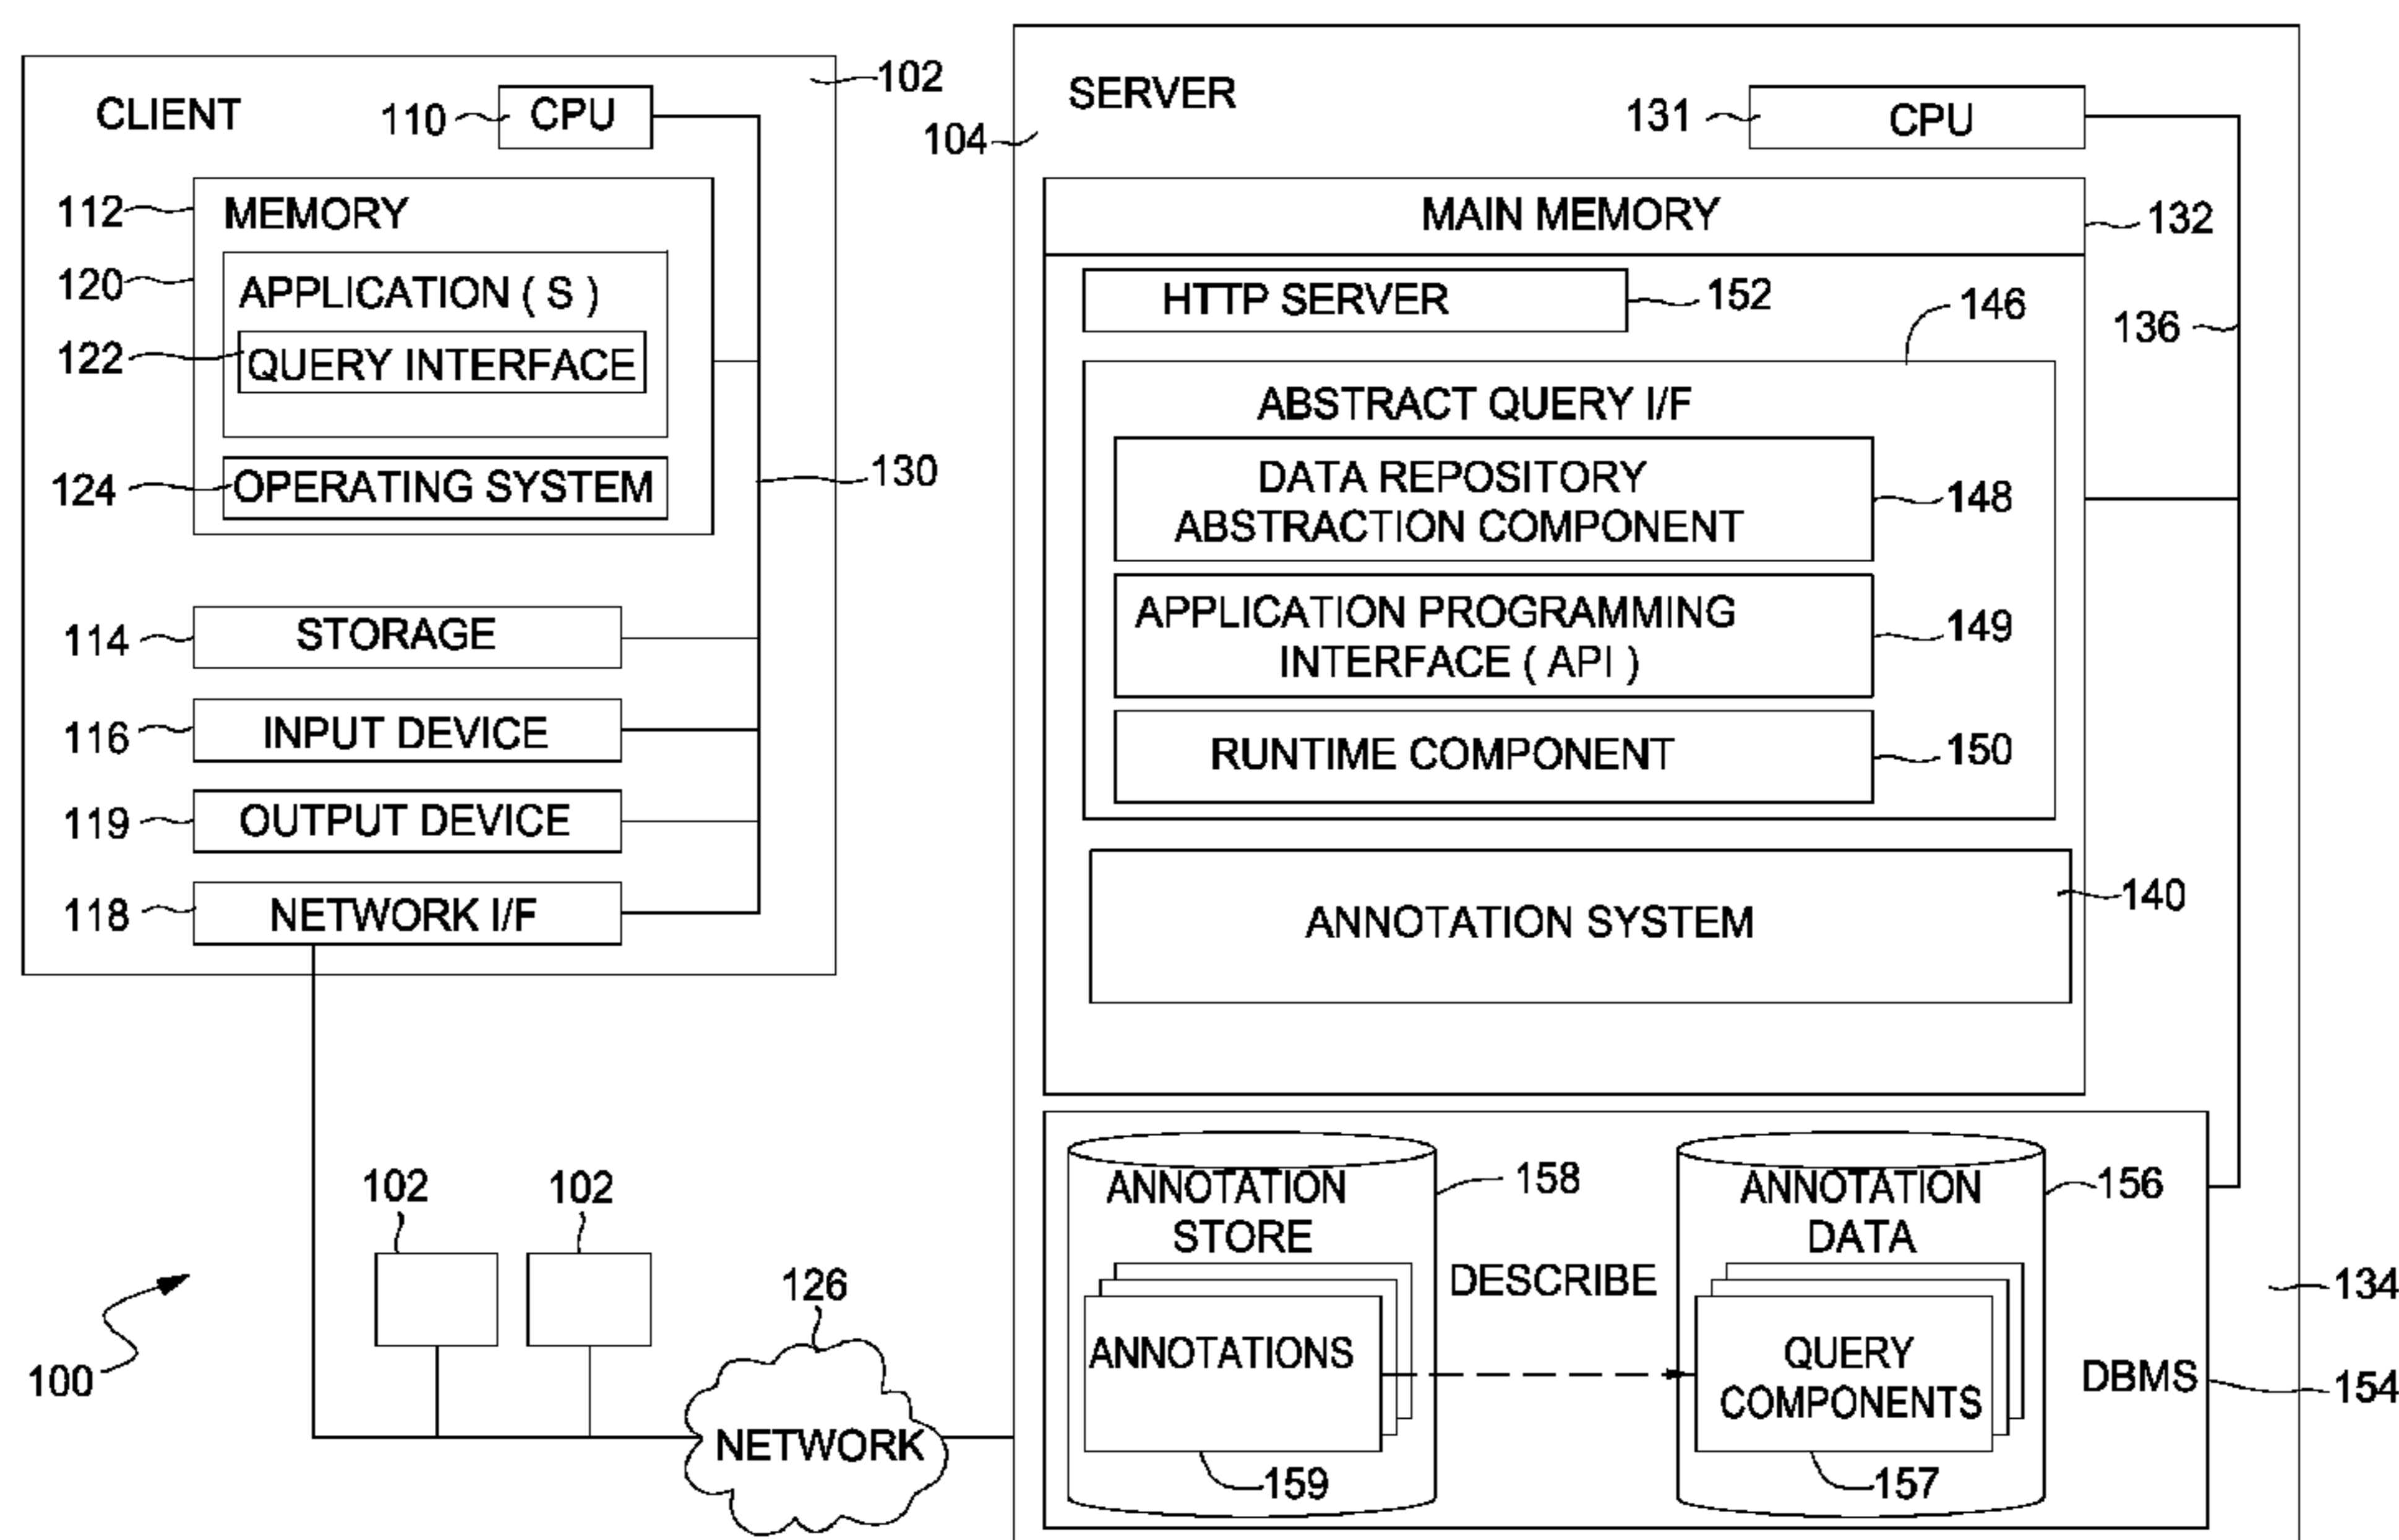 CLIENT
110
CPU
102
112
MEMORY
120
APPLICATION ( S )
122
QUERY INTERFACE
124
OPERATING SYSTEM
130
114
STORAGE
116
INPUT DEVICE
119
OUTPUT DEVICE
118
NETWORK I/F
102
102
126
100
NETWORK
SERVER
104
131
CPU
MAIN MEMORY
132
HTTP SERVER
152
146
136
ABSTRACT QUERY I/F
DATA REPOSITORY
ABSTRACTION COMPONENT
148
APPLICATION PROGRAMMING
INTERFACE ( API )
149
RUNTIME COMPONENT
150
ANNOTATION SYSTEM
140
ANNOTATION
STORE
158
ANNOTATIONS
159
DESCRIBE
ANNOTATION
DATA
156
QUERY
COMPONENTS
157
DBMS
134
154